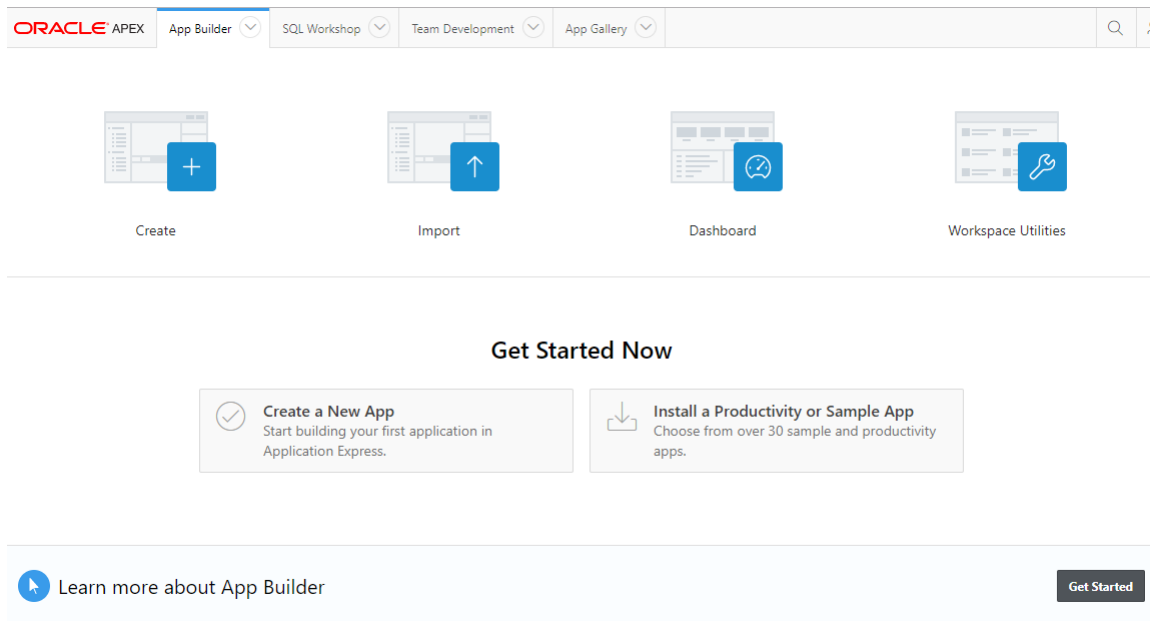 ORACLE APEX App Builder SQL Workshop Team Development App Gallery
Create Import Dashboard Workspace Utilities
Get Started Now
Create a New App
Start building your first application in
Application Express.
Install a Productivity or Sample App
Choose from over 30 sample and productivity
apps.
Learn more about App Builder
Get Started